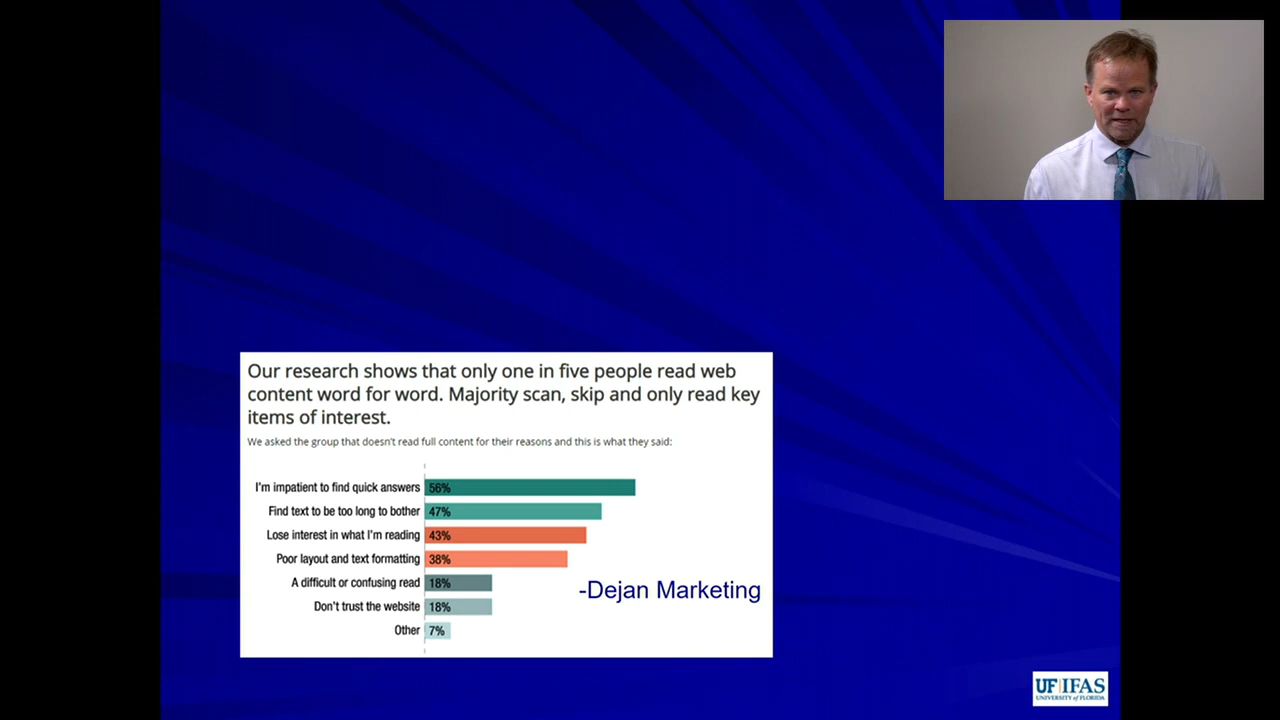 Our research shows that only one in five people read web
content word for word. Majority scan, skip and only read key
items of interest.
We asked the group that doesn't read full content for their reasons and this is what they said:
I'm impatient to find quick answers 56%
Find text to be too long to bother 47%
Lose interest in what I'm reading 43%
Poor layout and text formatting 38%
A difficult or confusing read 18%
Don't trust the website 18%
Other 7%
-Dejan Marketing
UF|IFAS
UNIVERSITY of FLORIDA